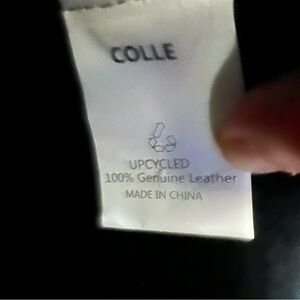 COLLE
UPCYCLED
100% Genuine Leather
MADE IN CHINA